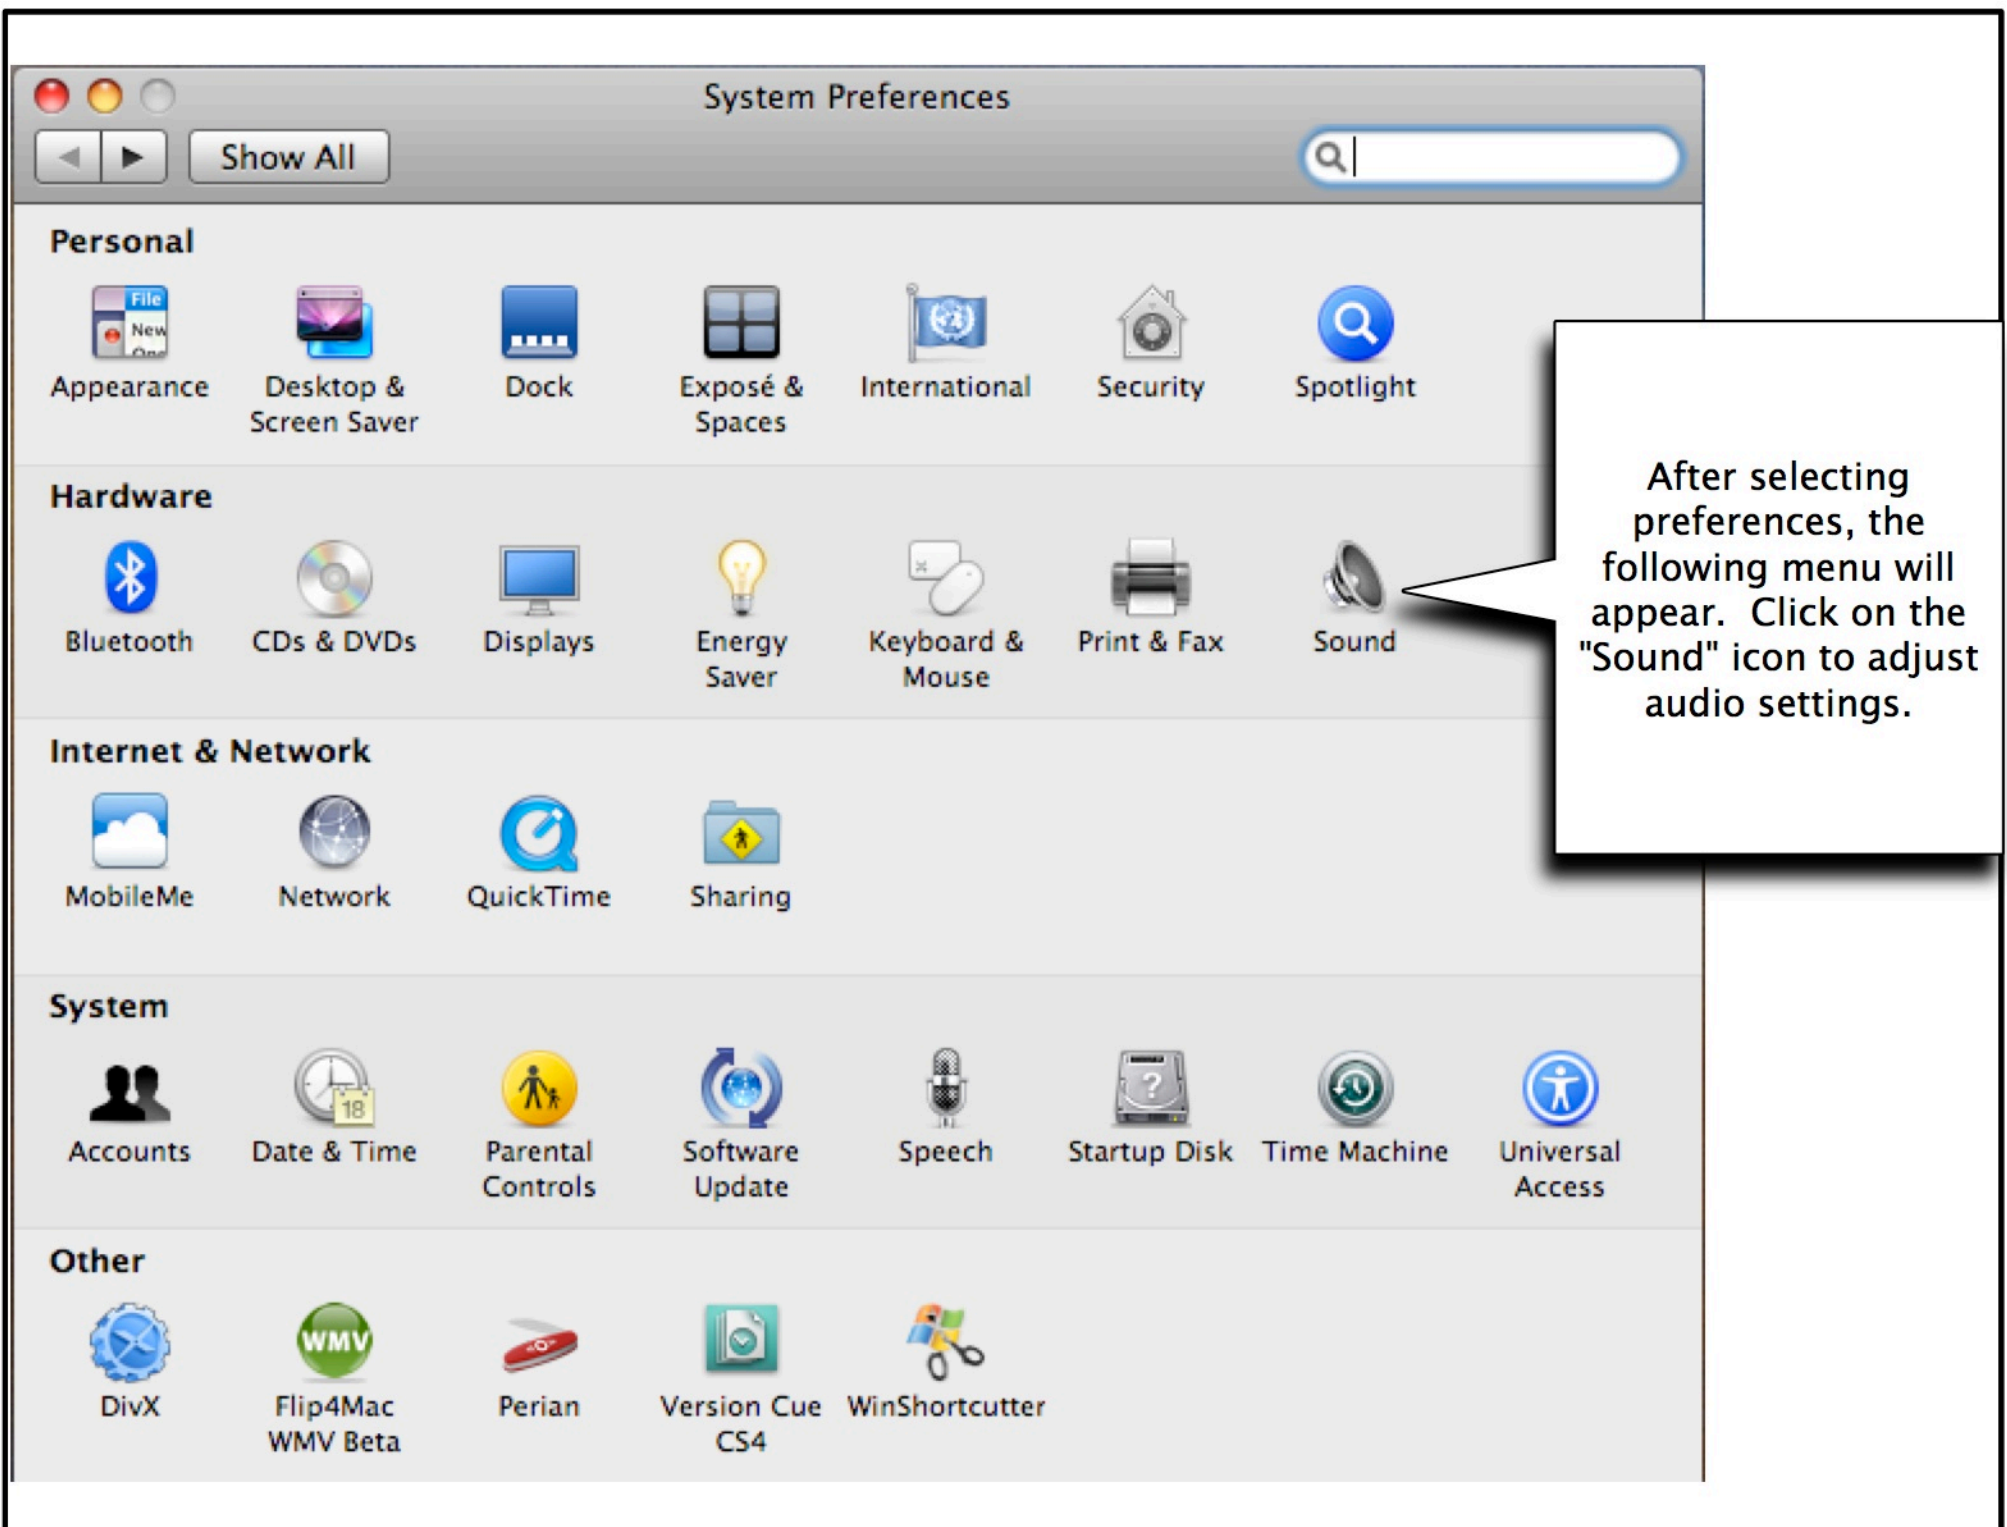 System Preferences
Show All
Personal
File
New
One
Appearance
Desktop &
Screen Saver
Dock
Exposé &
Spaces
International
Security
Spotlight
Hardware
Bluetooth
CDs & DVDs
Displays
Energy
Saver
Keyboard &
Mouse
Print & Fax
Sound
After selecting
preferences, the
following menu will
appear.  Click on the
"Sound" icon to adjust
audio settings.
Internet & Network
MobileMe
Network
QuickTime
Sharing
System
18
?
Accounts
Date & Time
Parental
Controls
Software
Update
Speech
Startup Disk
Time Machine
Universal
Access
Other
WMV
DivX
Flip4Mac
WMV Beta
Perian
Version Cue
CS4
WinShortcutter